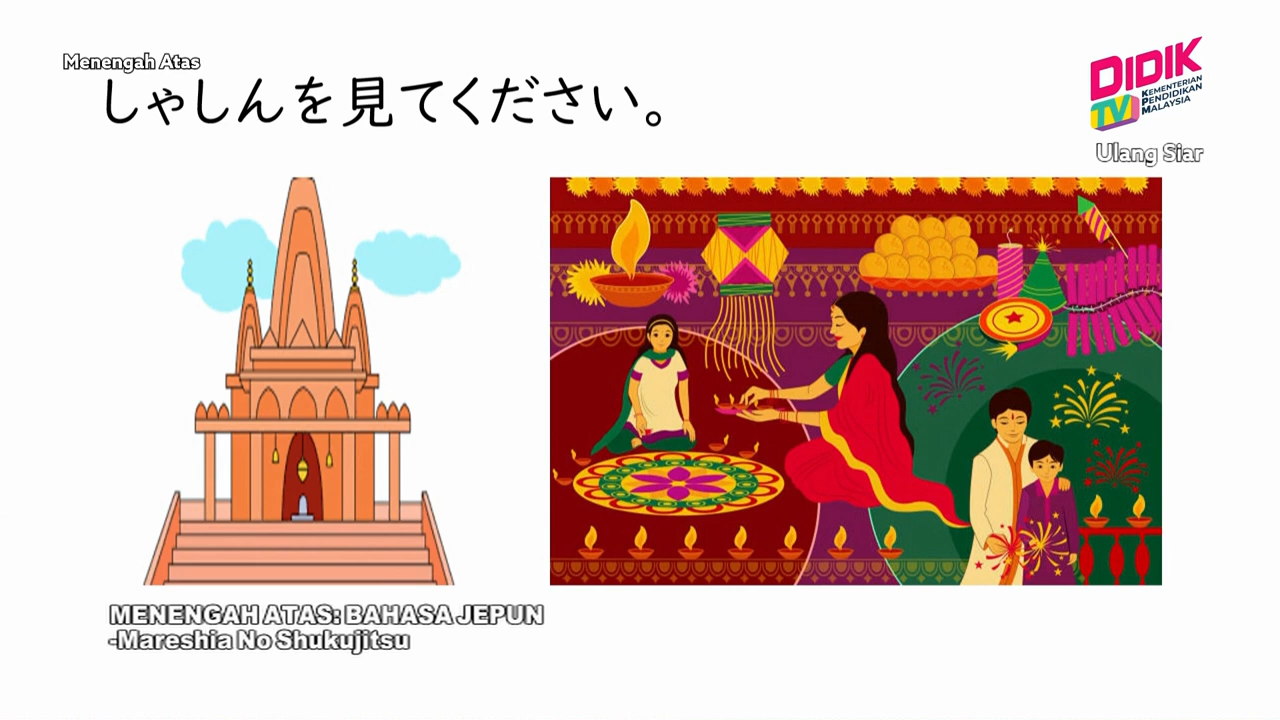 Menengah Atas
しゃしんを見てください。
DIDIK
TV
KEMENTERIAN
PENDIDIKAN
MALAYSIA
Ulang Siar
MENENGAH ATAS: BAHASA JEPUN
-Mareshia No Shukujitsu